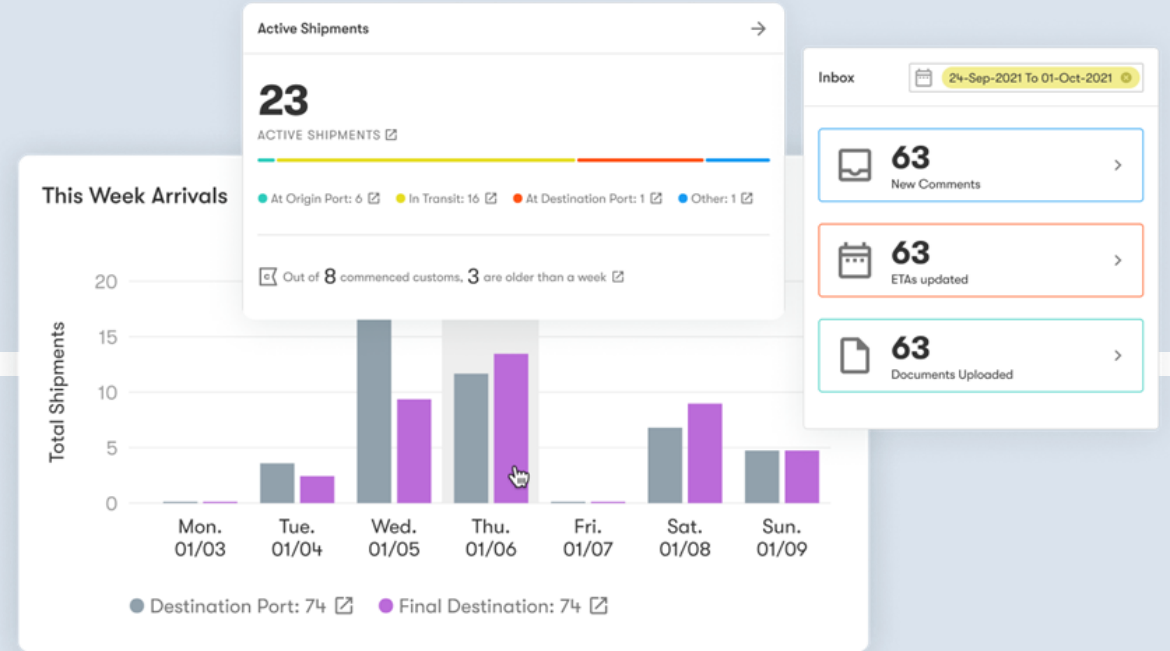 Active Shipments
23
ACTIVE SHIPMENTS
At Origin Port: 6 In Transit: 16 At Destination Port: 1 Other: 1
Out of 8 commenced customs, 3 are older than a week
Inbox 24-Sep-2021 To 01-Oct-2021
63
New Comments
63
ETAs updated
63
Documents Uploaded
This Week Arrivals
Total Shipments
20
15
10
5
0
Mon. Tue. Wed. Thu. Fri. Sat. Sun.
01/03 01/04 01/05 01/06 01/07 01/08 01/09
Destination Port: 74 Final Destination: 74